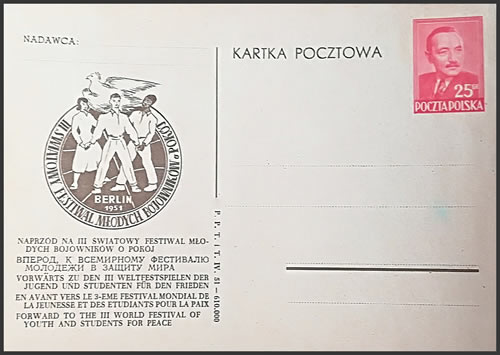 NADAWCA:
KARTKA POCZTOWA
25 ZŁ
POCZTA POLSKA
III ŚWIATOWY FESTIWAL MŁODYCH BOJOWNIKÓW o POKÓJ
BERLIN
1951
NAPRZÓD NA III ŚWIATOWY FESTIWAL MŁO-
DYCH BOJOWNIKÓW O POKÓJ
ВПЕРОД, К ВСЕМИРНОМУ ФЕСТИВАЛЮ
МОЛОДЕЖИ В ЗАЩИТУ МИРА
VORWÄRTS ZU DEN III WELTFESTSPIELEN DER
JUGEND UND STUDENTEN FÜR DEN FRIEDEN
EN AVANT VERS LE 3-EME FESTIVAL MONDIAL DE
LA JEUNESSE ET DES ETUDIANTS POUR LA PAIX
FORWARD TO THE III WORLD FESTIVAL OF
YOUTH AND STUDENTS FOR PEACE
P. P. T. i T. IV. 51 — 610.000